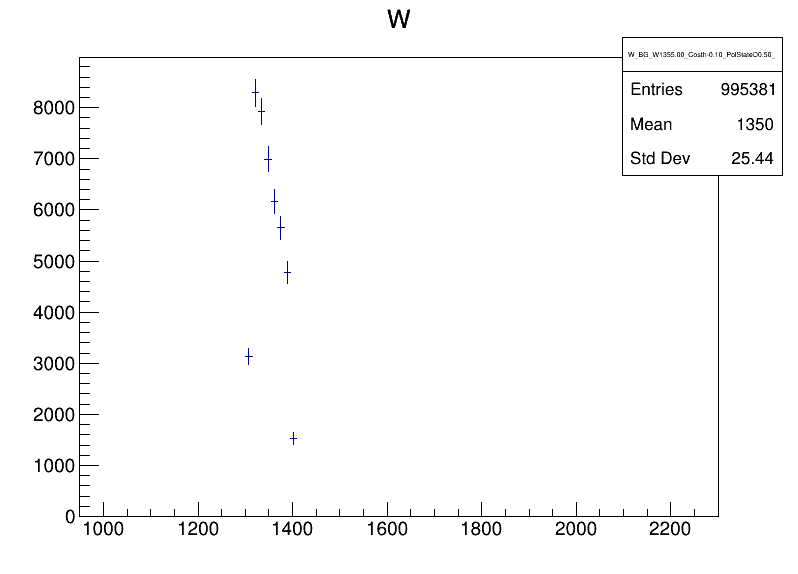 W
W_BG_W1355.00_Costh-0.10_PolStateD0.50_
Entries 995381
Mean 1350
Std Dev 25.44
8000
7000
6000
5000
4000
3000
2000
1000
0
1000 1200 1400 1600 1800 2000 2200